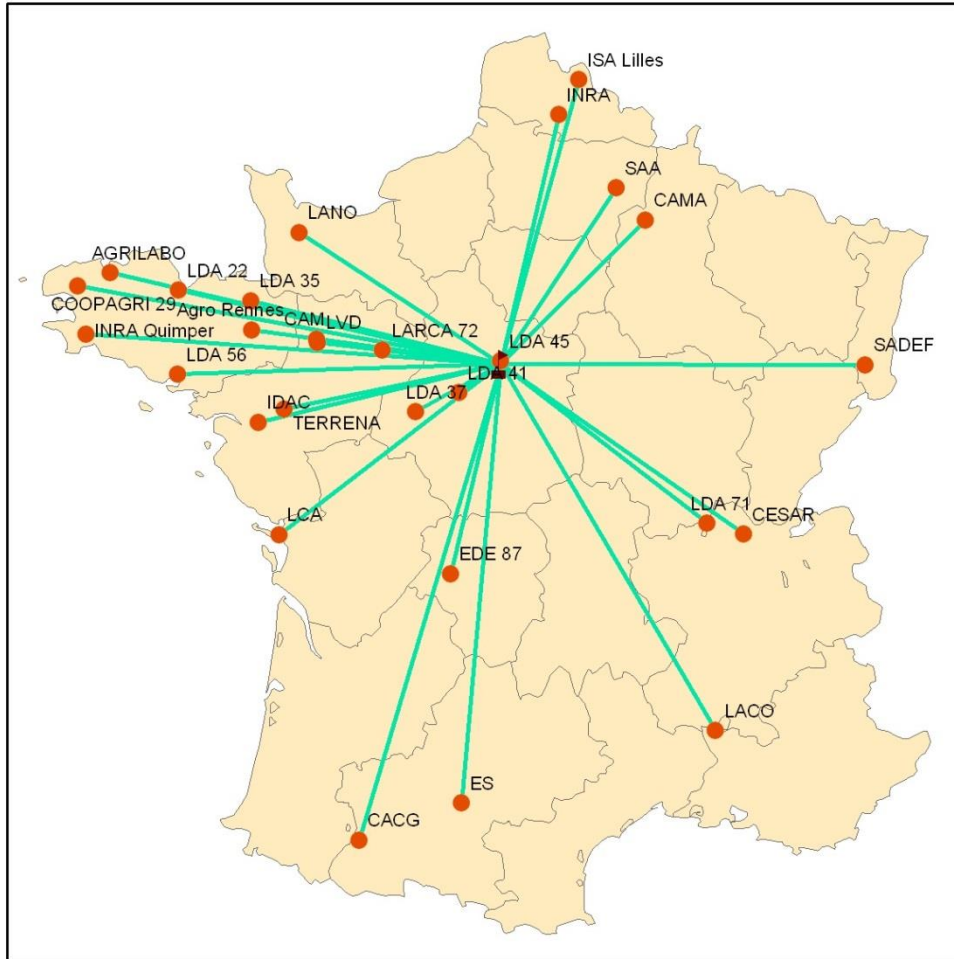 ISA Lilles
INRA
SAA
CAMA
LANO
AGRILABO
LDA 22
LDA 35
COOPAGRI 29
Agro Rennes
CAM
LVD
INRA Quimper
LARCA 72
LDA 45
SADEF
LDA 56
LDA 41
LDA 37
IDAC
TERRENA
LCA
LDA 71
CESAR
EDE 87
LACO
ES
CACG